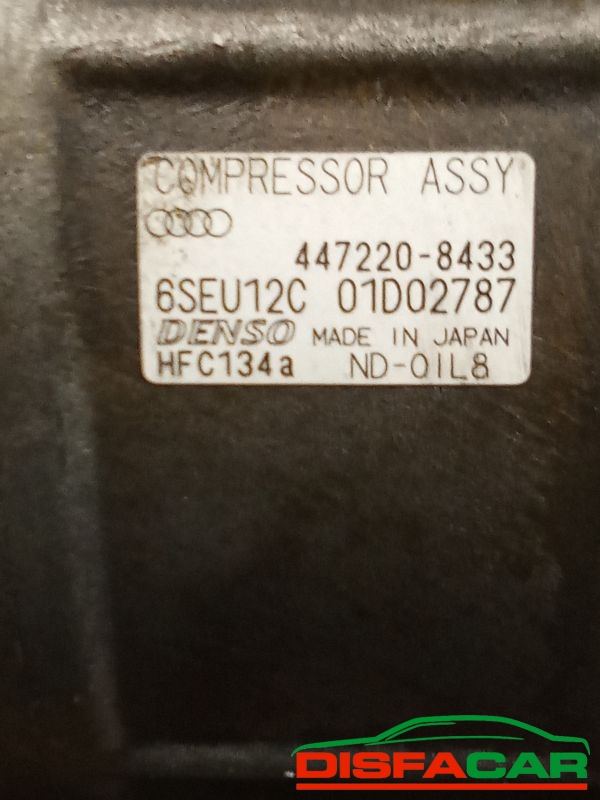 COMPRESSOR ASSY
447220-8433
6SEU12C 01D02787
DENSO MADE IN JAPAN
HFC134a ND-OIL8
DISFACAR